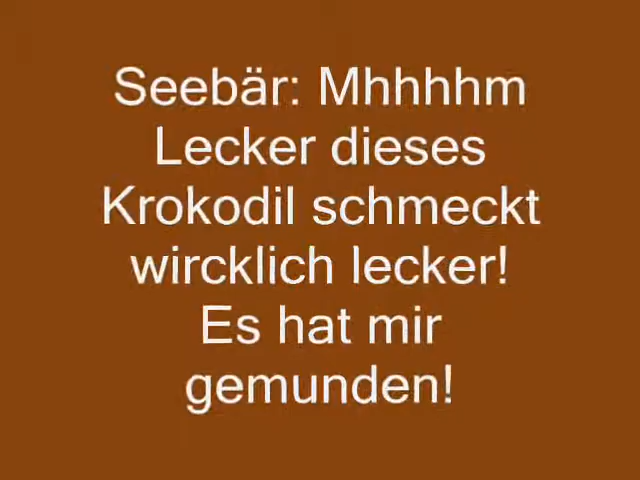 Seebär: Mhhhhm
Lecker dieses
Krokodil schmeckt
wircklich lecker!
Es hat mir
gemunden!